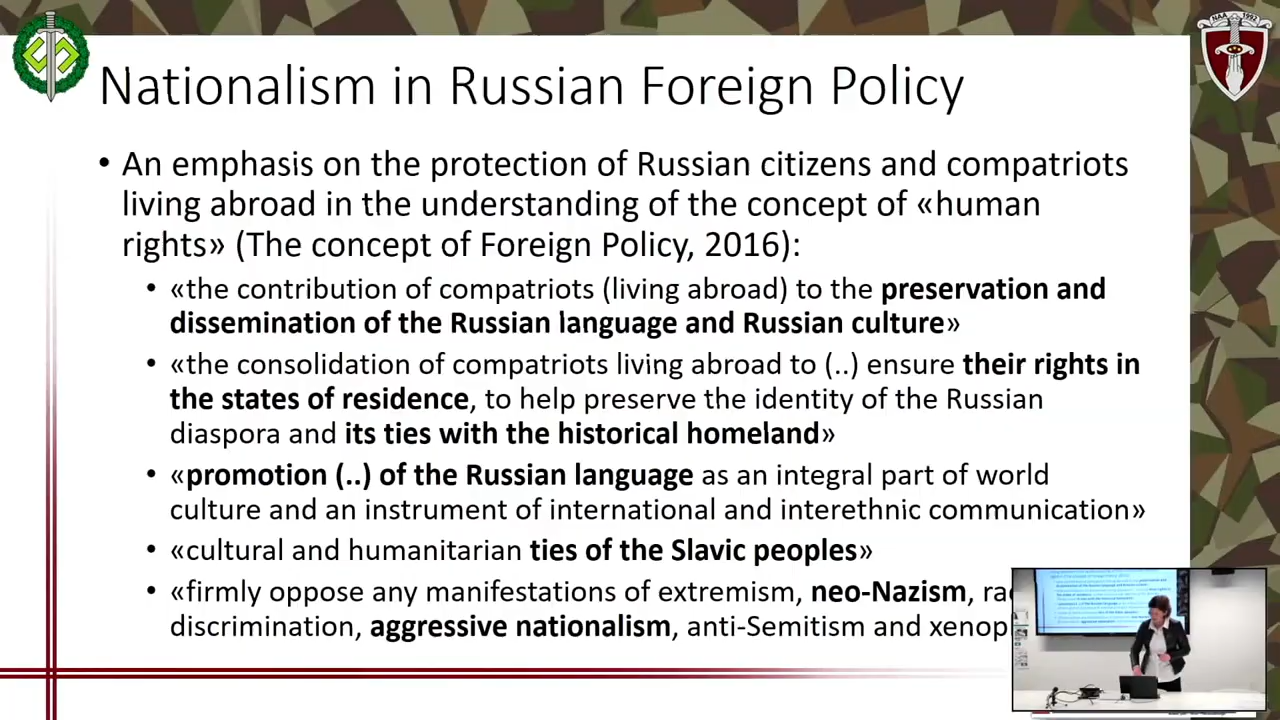 NAA 1992
Nationalism in Russian Foreign Policy
• An emphasis on the protection of Russian citizens and compatriots
living abroad in the understanding of the concept of «human
rights» (The concept of Foreign Policy, 2016):
• «the contribution of compatriots (living abroad) to the preservation and
dissemination of the Russian language and Russian culture»
• «the consolidation of compatriots living abroad to (..) ensure their rights in
the states of residence, to help preserve the identity of the Russian
diaspora and its ties with the historical homeland»
• «promotion (..) of the Russian language as an integral part of world
culture and an instrument of international and interethnic communication»
• «cultural and humanitarian ties of the Slavic peoples»
• «firmly oppose any manifestations of extremism, neo-Nazism,
discrimination, aggressive nationalism, anti-Semitism and